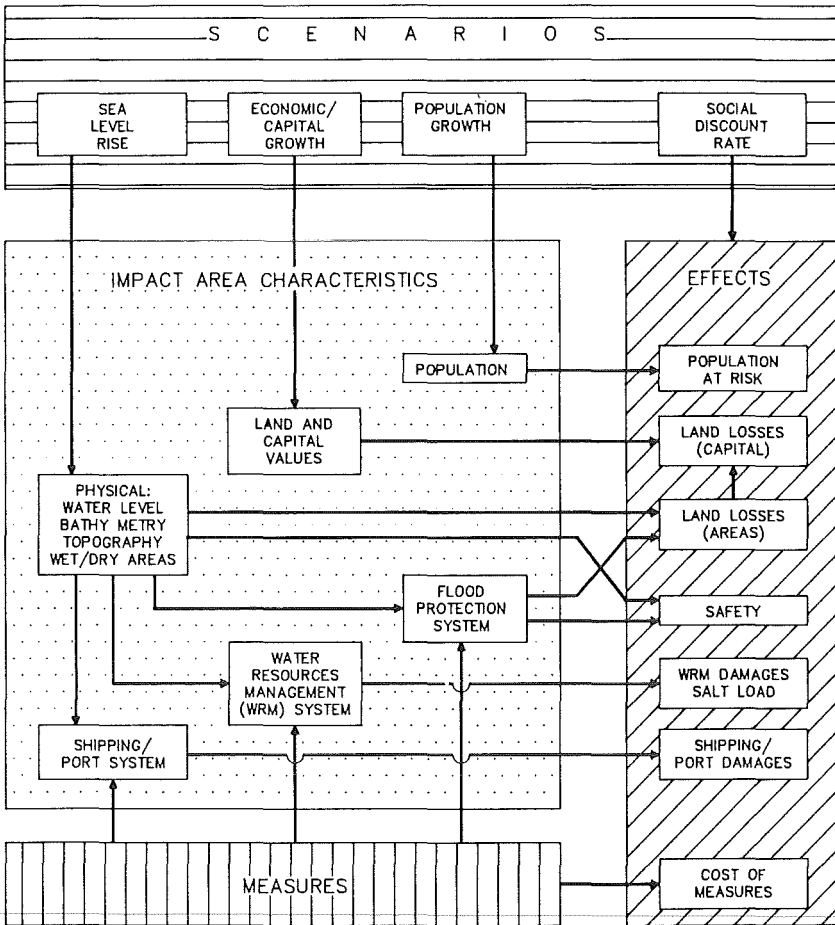 S C E N A R I O S
SEA
LEVEL
RISE
ECONOMIC/
CAPITAL
GROWTH
POPULATION
GROWTH
SOCIAL
DISCOUNT
RATE
IMPACT AREA CHARACTERISTICS
EFFECTS
POPULATION
POPULATION
AT RISK
LAND AND
CAPITAL
VALUES
LAND LOSSES
(CAPITAL)
PHYSICAL:
WATER LEVEL
BATHY METRY
TOPOGRAPHY
WET/DRY AREAS
LAND LOSSES
(AREAS)
FLOOD
PROTECTION
SYSTEM
SAFETY
WATER
RESOURCES
MANAGEMENT
(WRM) SYSTEM
WRM DAMAGES
SALT LOAD
SHIPPING/
PORT SYSTEM
SHIPPING/
PORT DAMAGES
MEASURES
COST OF
MEASURES